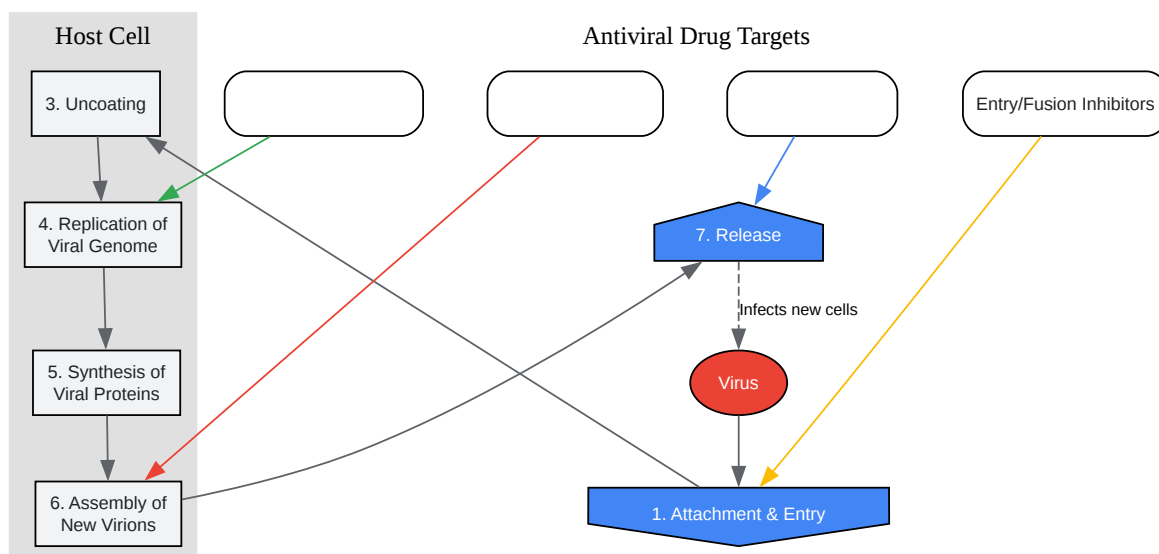 Host Cell
Antiviral Drug Targets
3. Uncoating
Entry/Fusion Inhibitors
4. Replication of
Viral Genome
7. Release
Infects new cells
5. Synthesis of
Viral Proteins
Virus
6. Assembly of
New Virions
1. Attachment & Entry